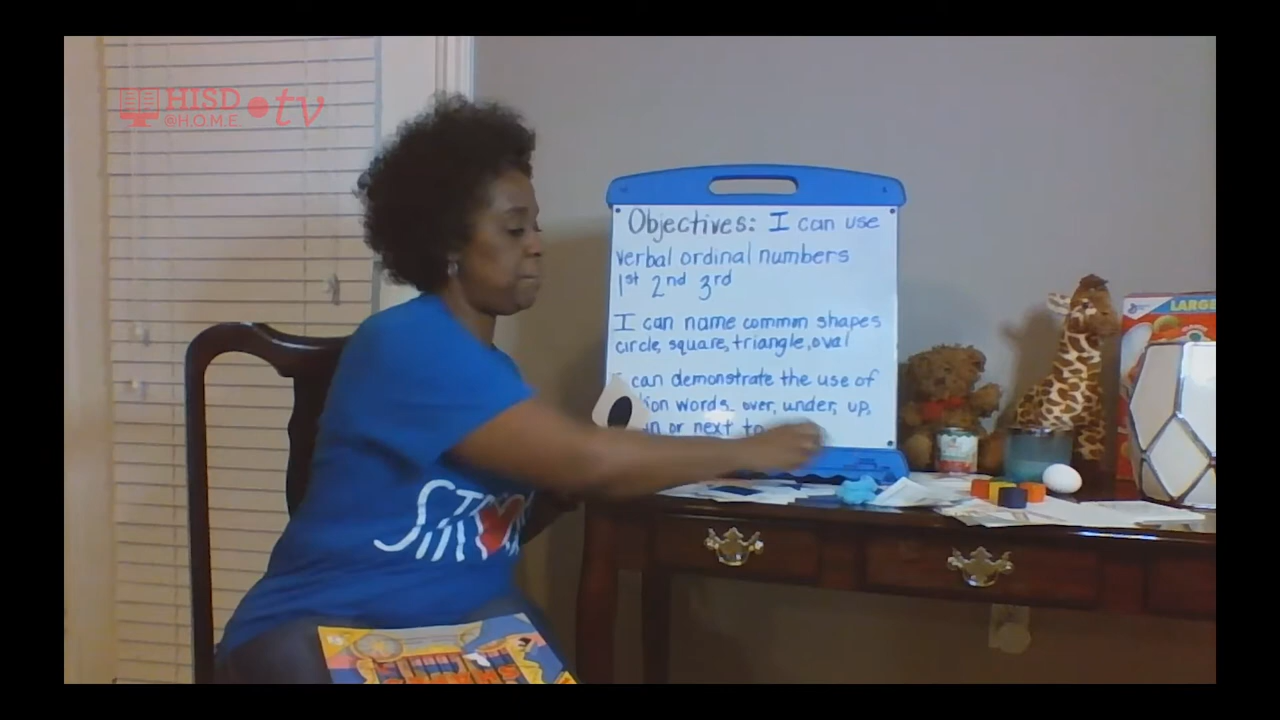 HISD
@H.O.M.E.
tv
Objectives: I can use
verbal ordinal numbers
1st 2nd 3rd
I can name common shapes
circle, square, triangle, oval
can demonstrate the use of
words over, under, up,
in or next to
LARGE